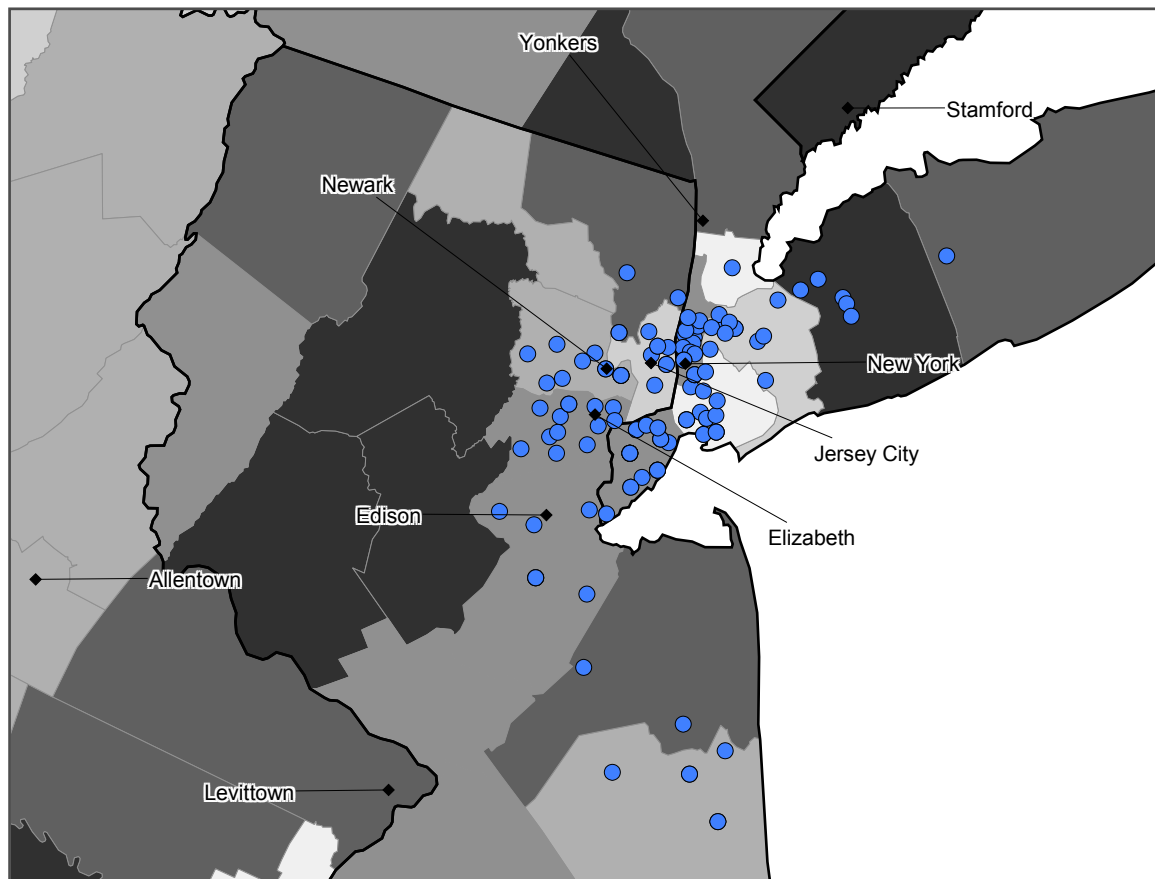 Yonkers
Stamford
Newark
New York
Jersey City
Edison
Elizabeth
Allentown
Levittown